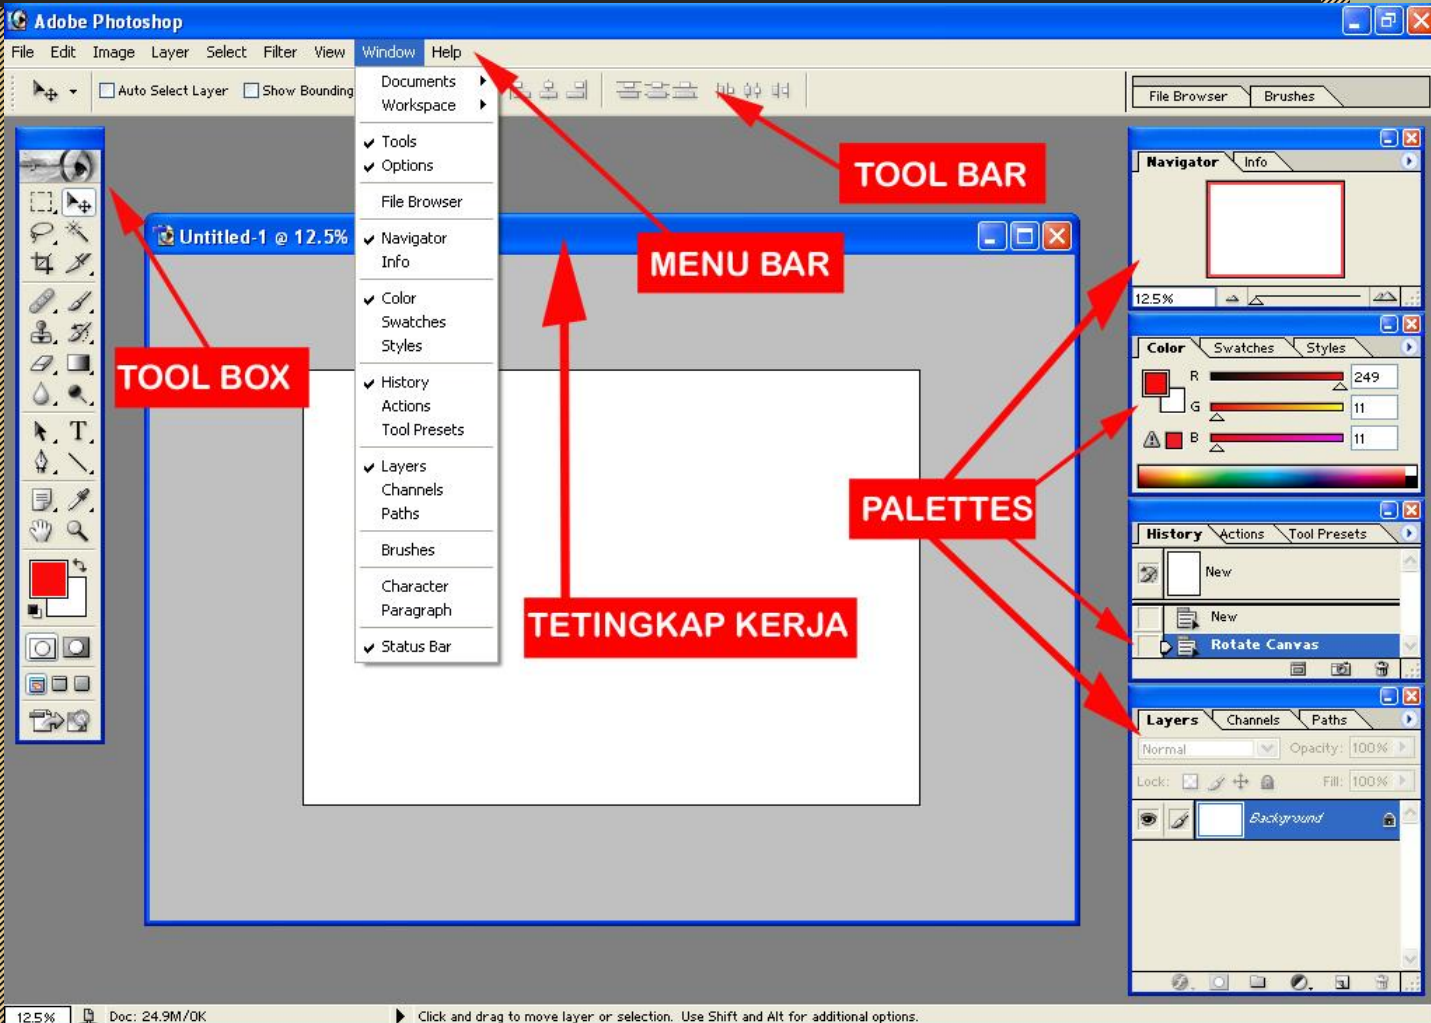 Adobe Photoshop
File Edit Image Layer Select Filter View Window Help
Auto Select Layer Show Bounding
File Browser Brushes
Documents
Workspace
Tools
Options
File Browser
Navigator
Info
Color
Swatches
Styles
History
Actions
Tool Presets
Layers
Channels
Paths
Brushes
Character
Paragraph
Status Bar
TOOL BAR
MENU BAR
TOOL BOX
Untitled-1 @ 12.5%
PALETTES
TETINGKAP KERJA
T
Navigator Info
12.5%
Color Swatches Styles
R 249
G 11
B 11
History Actions Tool Presets
New
New
Rotate Canvas
Layers Channels Paths
Normal Opacity: 100%
Lock: Fill: 100%
Background
12.5% Doc: 24.9M/0K Click and drag to move layer or selection. Use Shift and Alt for additional options.